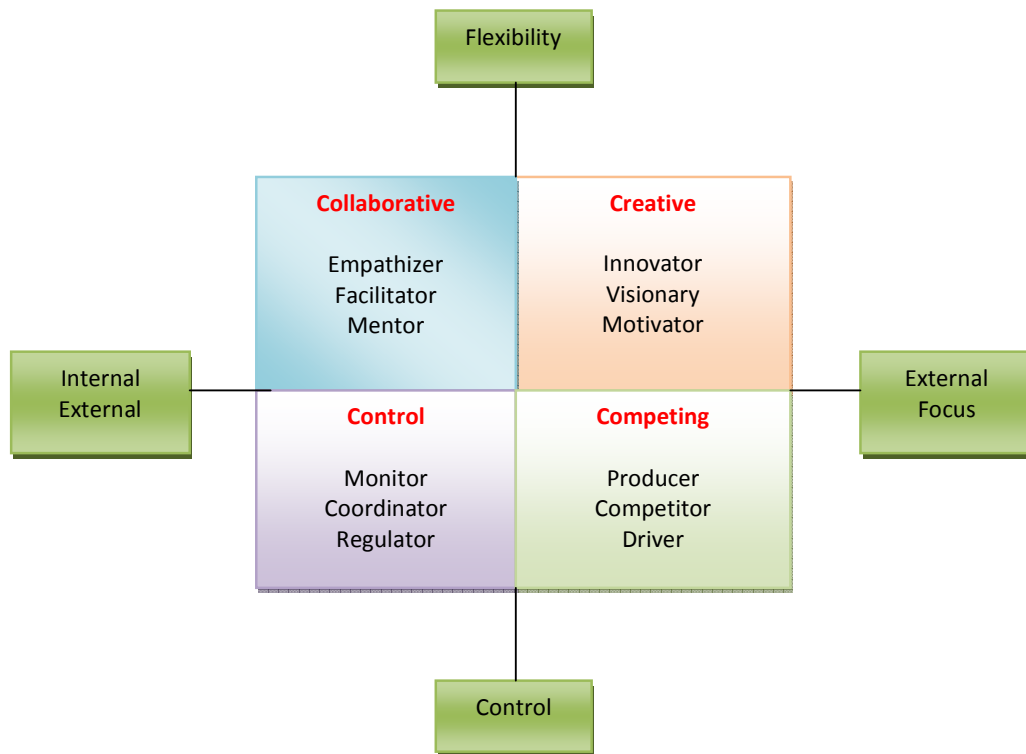 Flexibility
Collaborative
Empathizer
Facilitator
Mentor
Creative
Innovator
Visionary
Motivator
Internal
External
External
Focus
Control
Monitor
Coordinator
Regulator
Competing
Producer
Competitor
Driver
Control